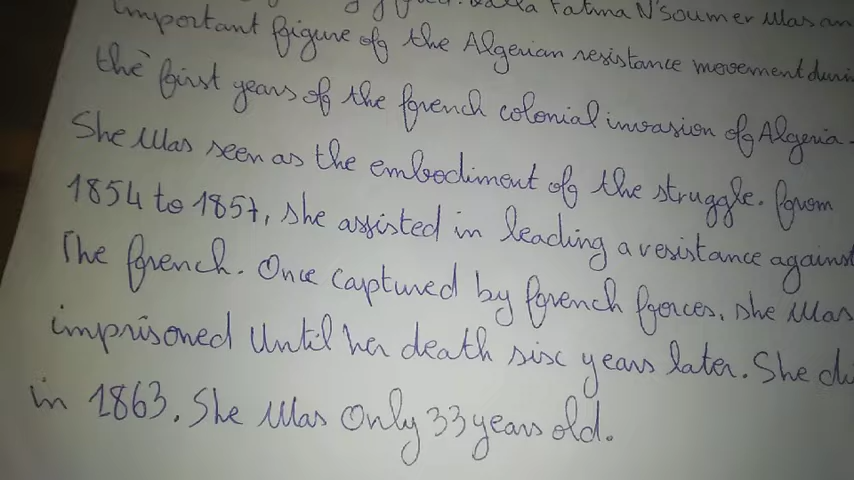 Fatma N'soumer was an
important figure of the Algerian resistance movement durin
the first years of the french colonial invasion of Algeria.
She was seen as the embodiment of the struggle. From
1854 to 1857, she assisted in leading a resistance against
The french. Once captured by french forces, she was
imprisoned until her death six years later. She di
in 1863. She was only 33 years old.